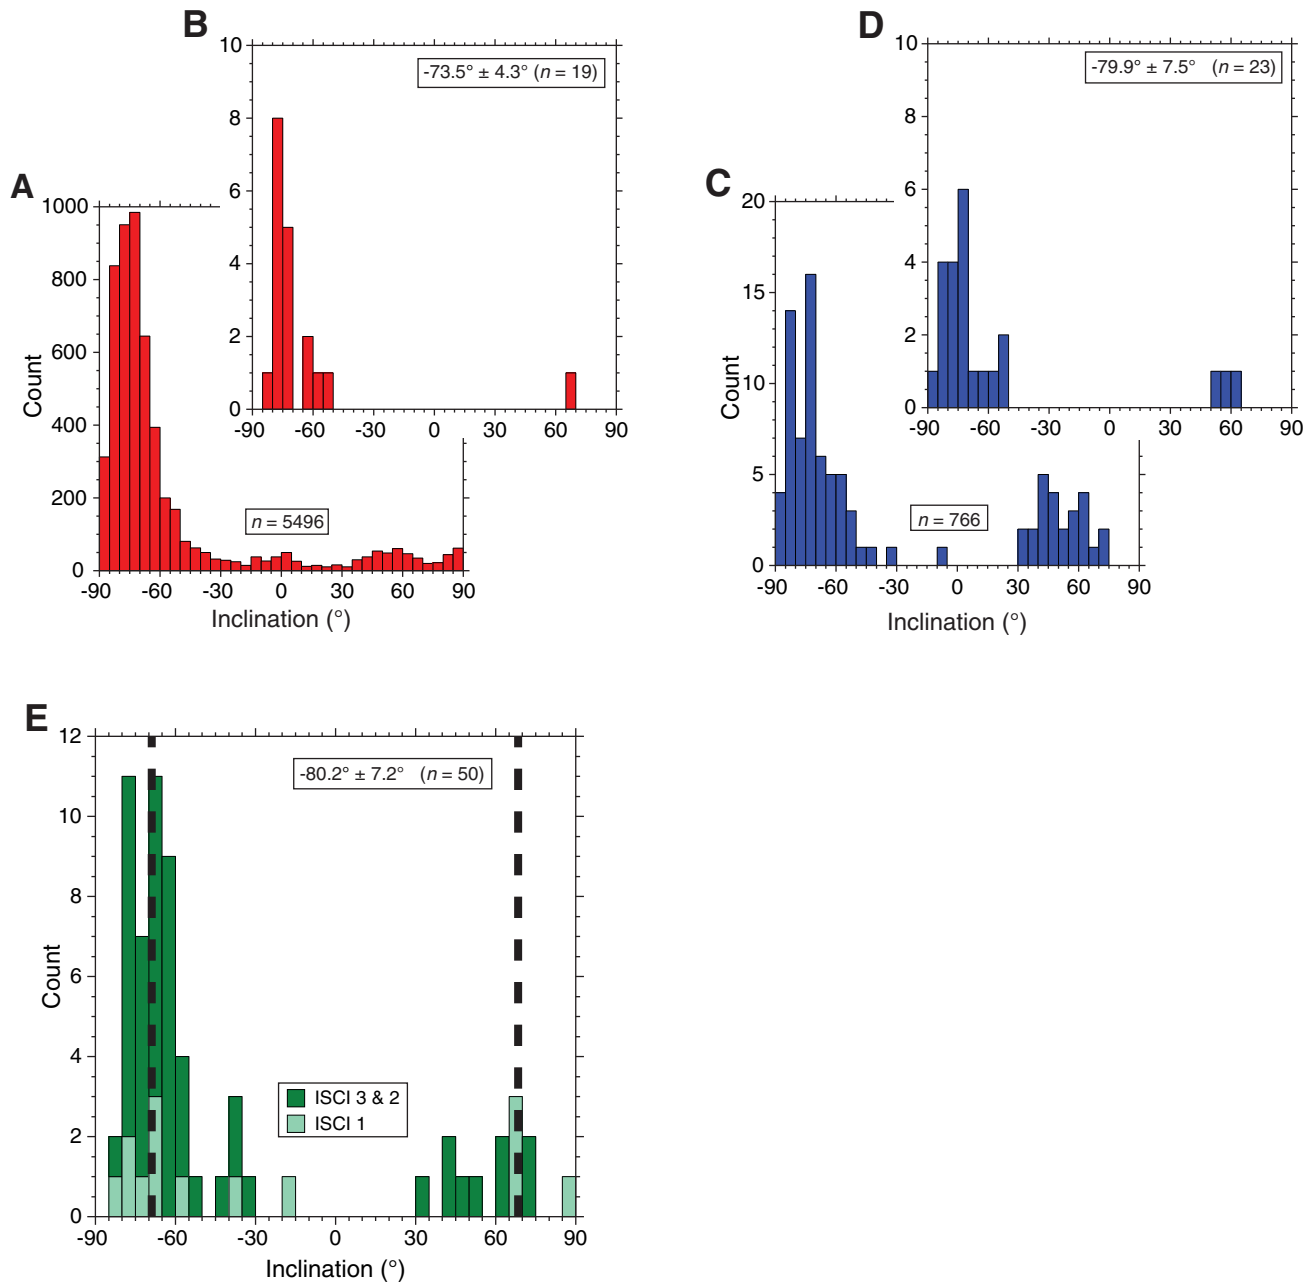 B
10
8
6
4
2
0
-90 -60 -30 0 30 60 90
-73.5° ± 4.3° (n = 19)
D
10
8
6
4
2
0
-90 -60 -30 0 30 60 90
-79.9° ± 7.5° (n = 23)
A
1000
800
600
400
200
0
Count
-90 -60 -30 0 30 60 90
n = 5496
Inclination (°)
C
20
15
10
5
0
Count
-90 -60 -30 0 30 60 90
n = 766
Inclination (°)
E
12
10
8
6
4
2
0
Count
-80.2° ± 7.2° (n = 50)
ISCI 3 & 2
ISCI 1
-90 -60 -30 0 30 60 90
Inclination (°)